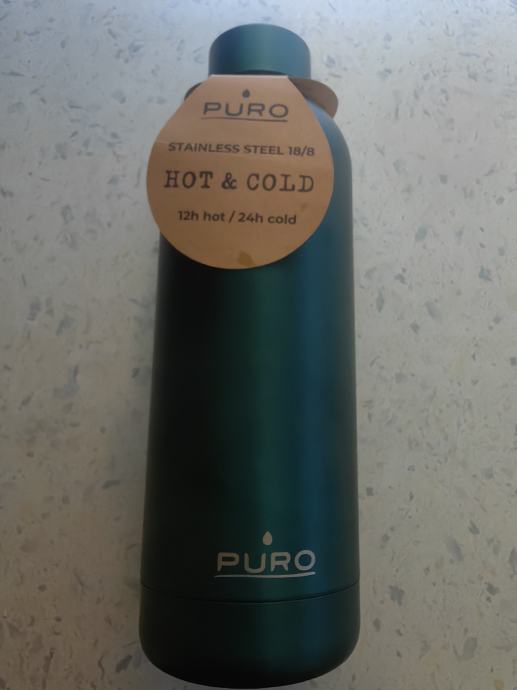 PURO
STAINLESS STEEL 18/8
HOT & COLD
12h hot / 24h cold
PURO